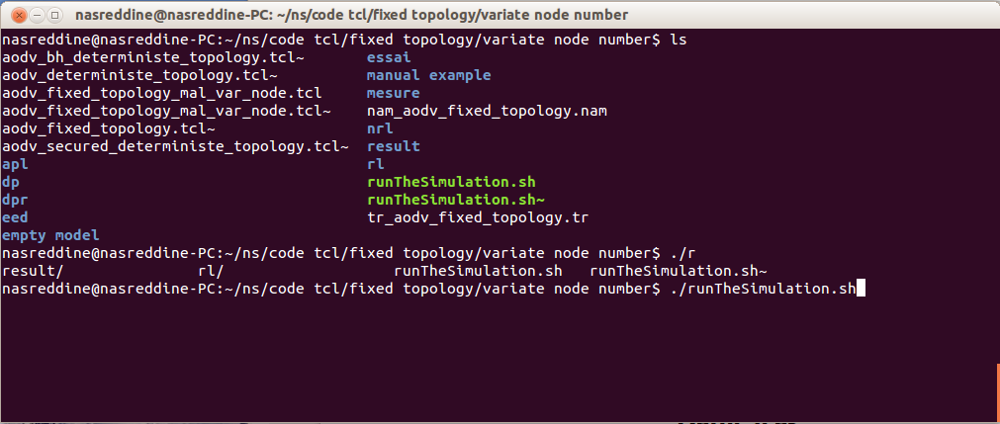 nasreddine@nasreddine-PC: ~/ns/code tcl/fixed topology/variate node number
nasreddine@nasreddine-PC:~/ns/code tcl/fixed topology/variate node number$ ls
aodv_bh_deterministe_topology.tcl~ essai
aodv_deterministe_topology.tcl~ manual example
aodv_fixed_topology_mal_var_node.tcl mesure
aodv_fixed_topology_mal_var_node.tcl~ nam_aodv_fixed_topology.nam
aodv_fixed_topology.tcl~ nrl
aodv_secured_deterministe_topology.tcl~ result
apl rl
dp runTheSimulation.sh
dpr runTheSimulation.sh~
eed tr_aodv_fixed_topology.tr
empty model
nasreddine@nasreddine-PC:~/ns/code tcl/fixed topology/variate node number$ ./r
result/ rl/ runTheSimulation.sh runTheSimulation.sh~
nasreddine@nasreddine-PC:~/ns/code tcl/fixed topology/variate node number$ ./runTheSimulation.sh